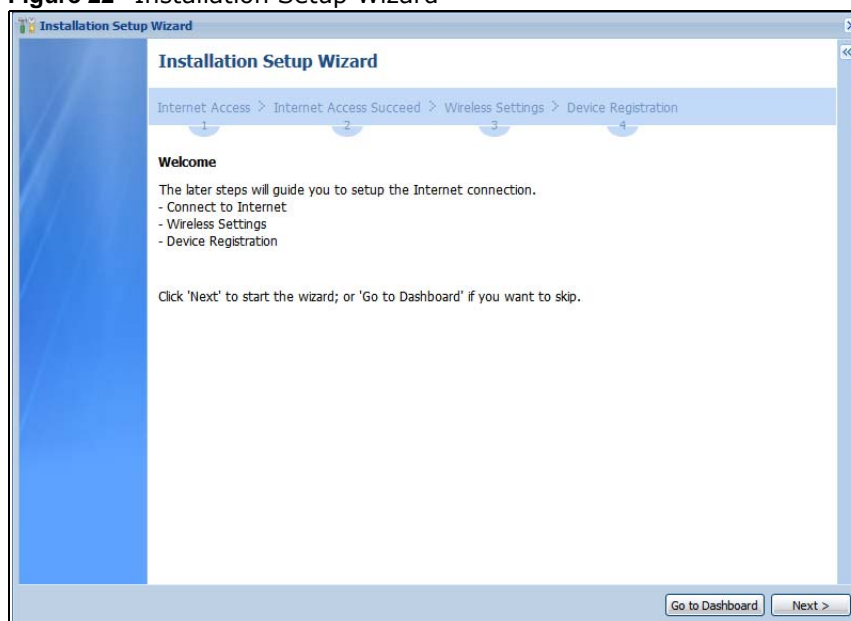 Figure 22 Installation Setup Wizard
Installation Setup Wizard
Installation Setup Wizard
Internet Access > Internet Access Succeed > Wireless Settings > Device Registration
1 2 3 4
Welcome
The later steps will guide you to setup the Internet connection.
- Connect to Internet
- Wireless Settings
- Device Registration
Click 'Next' to start the wizard; or 'Go to Dashboard' if you want to skip.
Go to Dashboard Next >